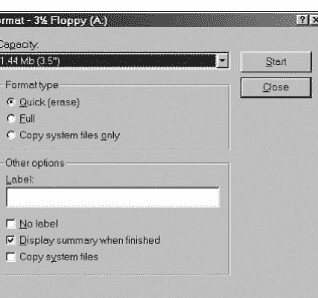 ormat - 3½ Floppy (A:)
Capacity:
1.44 Mb (3.5")
Start
Close
Format type
Quick (erase)
Full
Copy system files only
Other options
Label:
No label
Display summary when finished
Copy system files